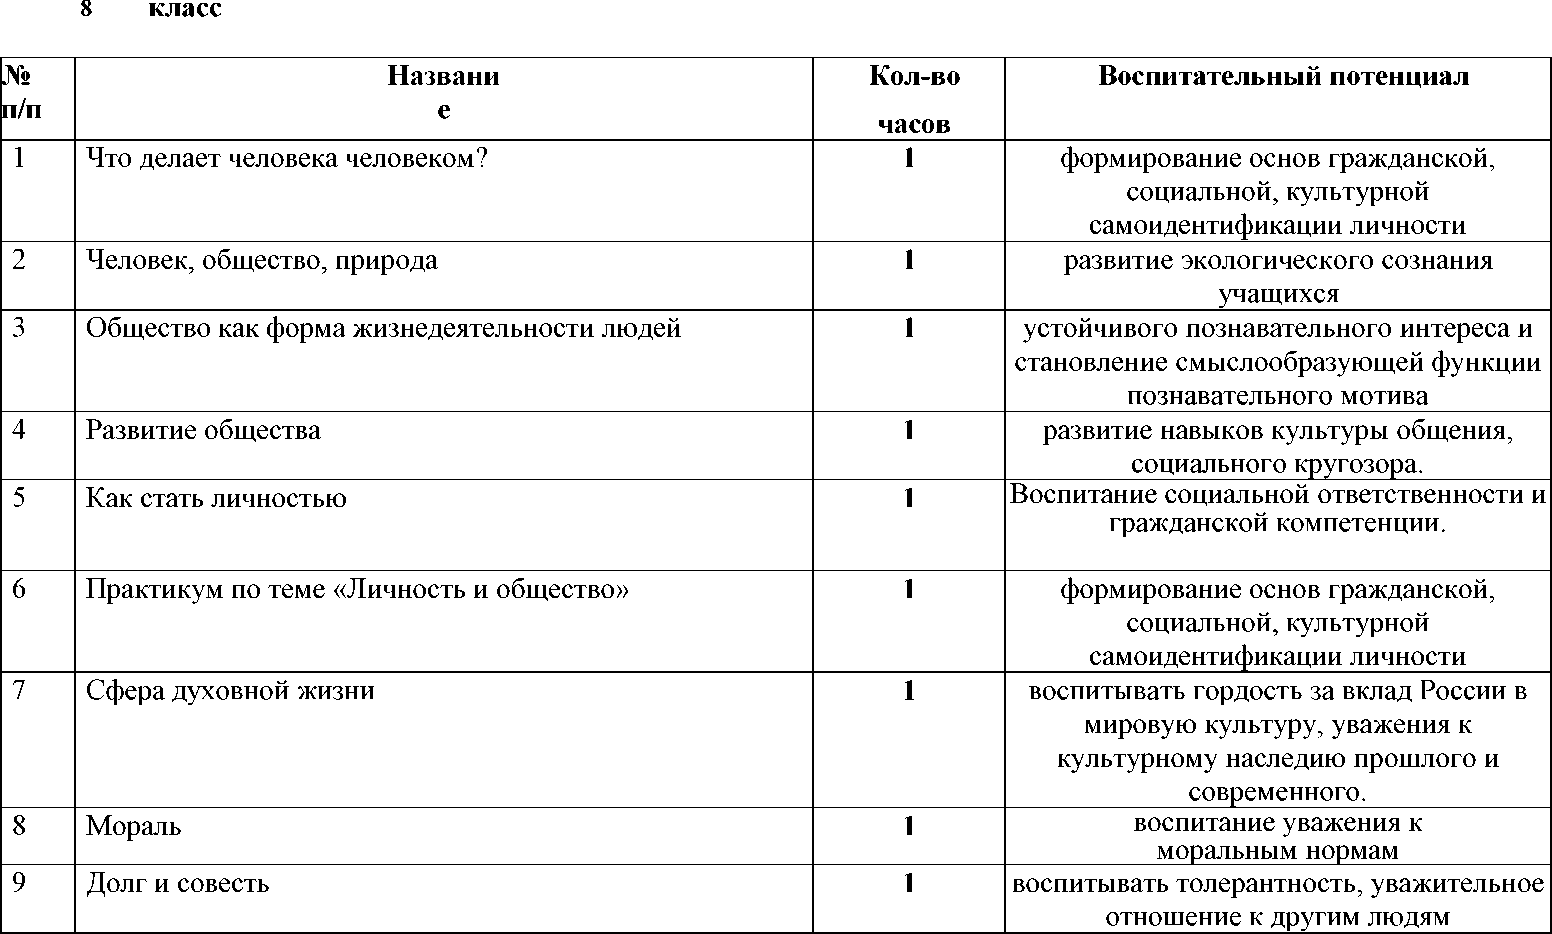 8 класс
№ Названи Кол-во Воспитательный потенциал
п/п е часов
1 Что делает человека человеком? 1 формирование основ гражданской,
социальной, культурной
самоидентификации личности
2 Человек, общество, природа 1 развитие экологического сознания
учащихся
3 Общество как форма жизнедеятельности людей 1 устойчивого познавательного интереса и
становление смыслообразующей функции
познавательного мотива
4 Развитие общества 1 развитие навыков культуры общения,
социального кругозора.
5 Как стать личностью 1 Воспитание социальной ответственности и
гражданской компетенции.
6 Практикум по теме «Личность и общество» 1 формирование основ гражданской,
социальной, культурной
самоидентификации личности
7 Сфера духовной жизни 1 воспитывать гордость за вклад России в
мировую культуру, уважения к
культурному наследию прошлого и
современного.
8 Мораль 1 воспитание уважения к
моральным нормам
9 Долг и совесть 1 воспитывать толерантность, уважительное
отношение к другим людям